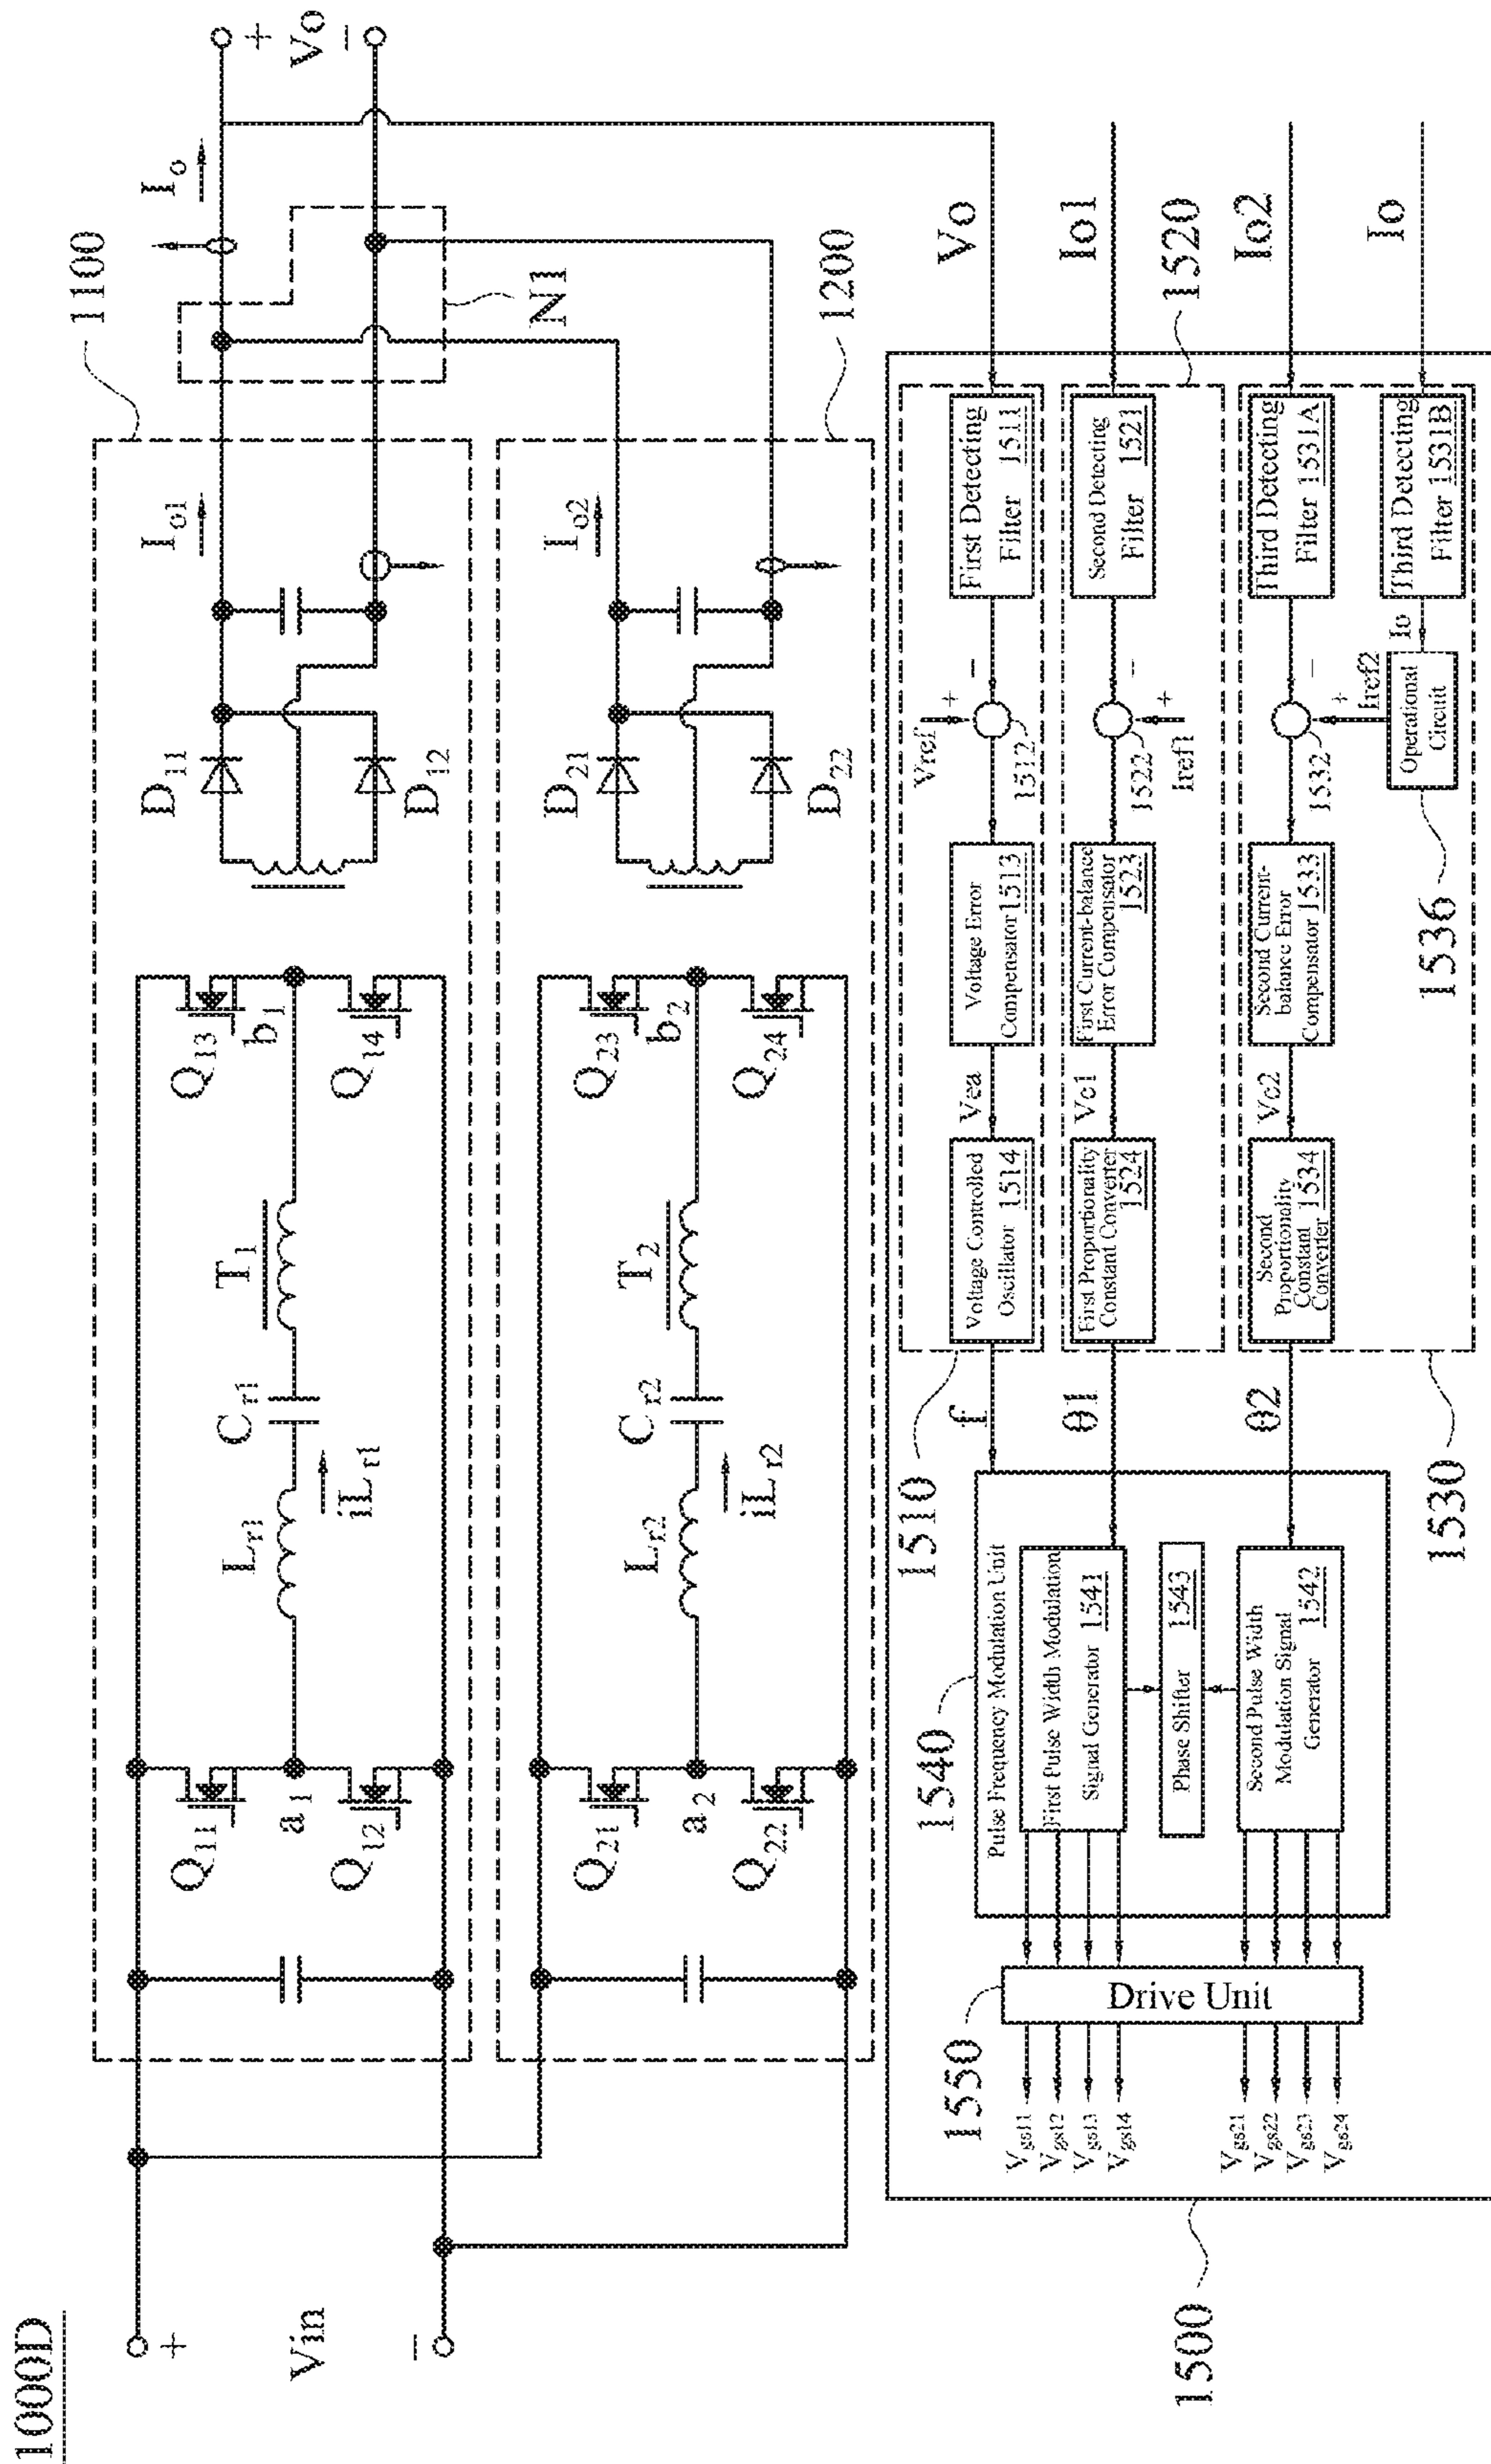 1000D
1100
Q11
Q13
D11
Io1
Io
+
+
Lr1
Cr1
T1
a1
b1
Vo
iLr1
Vin
Q12
Q14
D12
−
−
N1
1200
Q21
Q23
D21
Io2
Lr2
Cr2
T2
a2
b2
iLr2
Q22
Q24
D22
1510
f
Voltage Controlled
Oscillator 1514
Vea
Voltage Error
Compensator 1513
Vref
+
−
1512
First Detecting
Filter 1511
Vo
1540
Pulse Frequency Modulation Unit
1550
Vgs11
Vgs12
Vgs13
Vgs14
First Pulse Width Modulation
Signal Generator 1541
θ1
First Proportionality
Constant Converter
1524
Vc1
First Current-balance
Error Compensator
1523
−
+
1522
Iref1
Second Detecting
Filter 1521
Io1
1520
Drive Unit
Phase Shifter 1543
Vgs21
Vgs22
Vgs23
Vgs24
Second Pulse Width
Modulation Signal
Generator 1542
θ2
Second
Proportionality
Constant 1534
Converter
Vc2
Second Current-
balance Error
Compensator 1533
−
+
1532
Iref2
Third Detecting
Filter 1531A
Io2
Operational
Circuit
Io
Third Detecting
Filter 1531B
Io
1500
1530
1536